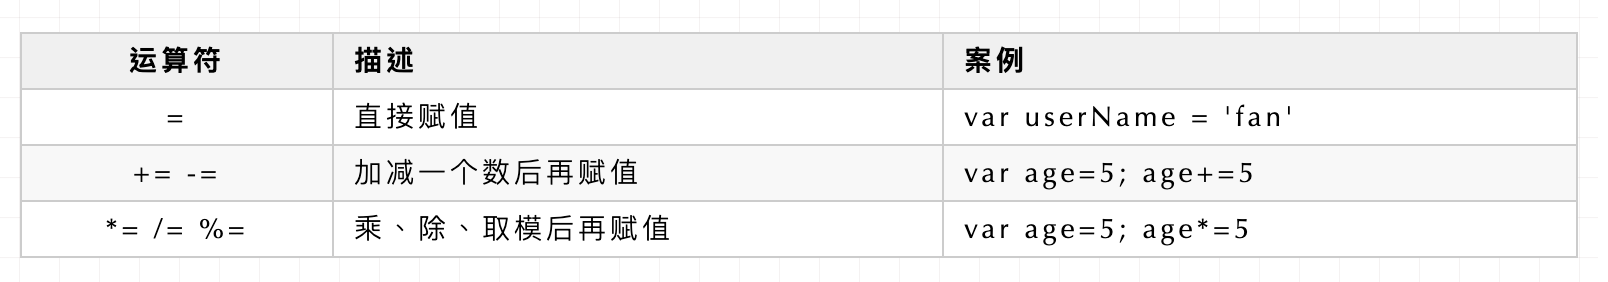 运算符 描述 案例
= 直接赋值 var userName = 'fan'
+= -= 加减一个数后再赋值 var age=5; age+=5
*= /= %= 乘、除、取模后再赋值 var age=5; age*=5